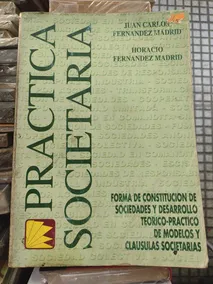 JUAN CARLOS
FERNANDEZ MADRID
HORACIO
FERNANDEZ MADRID
PRACTICA
SOCIETARIA
FORMA DE CONSTITUCION DE
SOCIEDADES Y DESARROLLO
TEORICO-PRACTICO
DE MODELOS Y
CLAUSULAS SOCIETARIAS